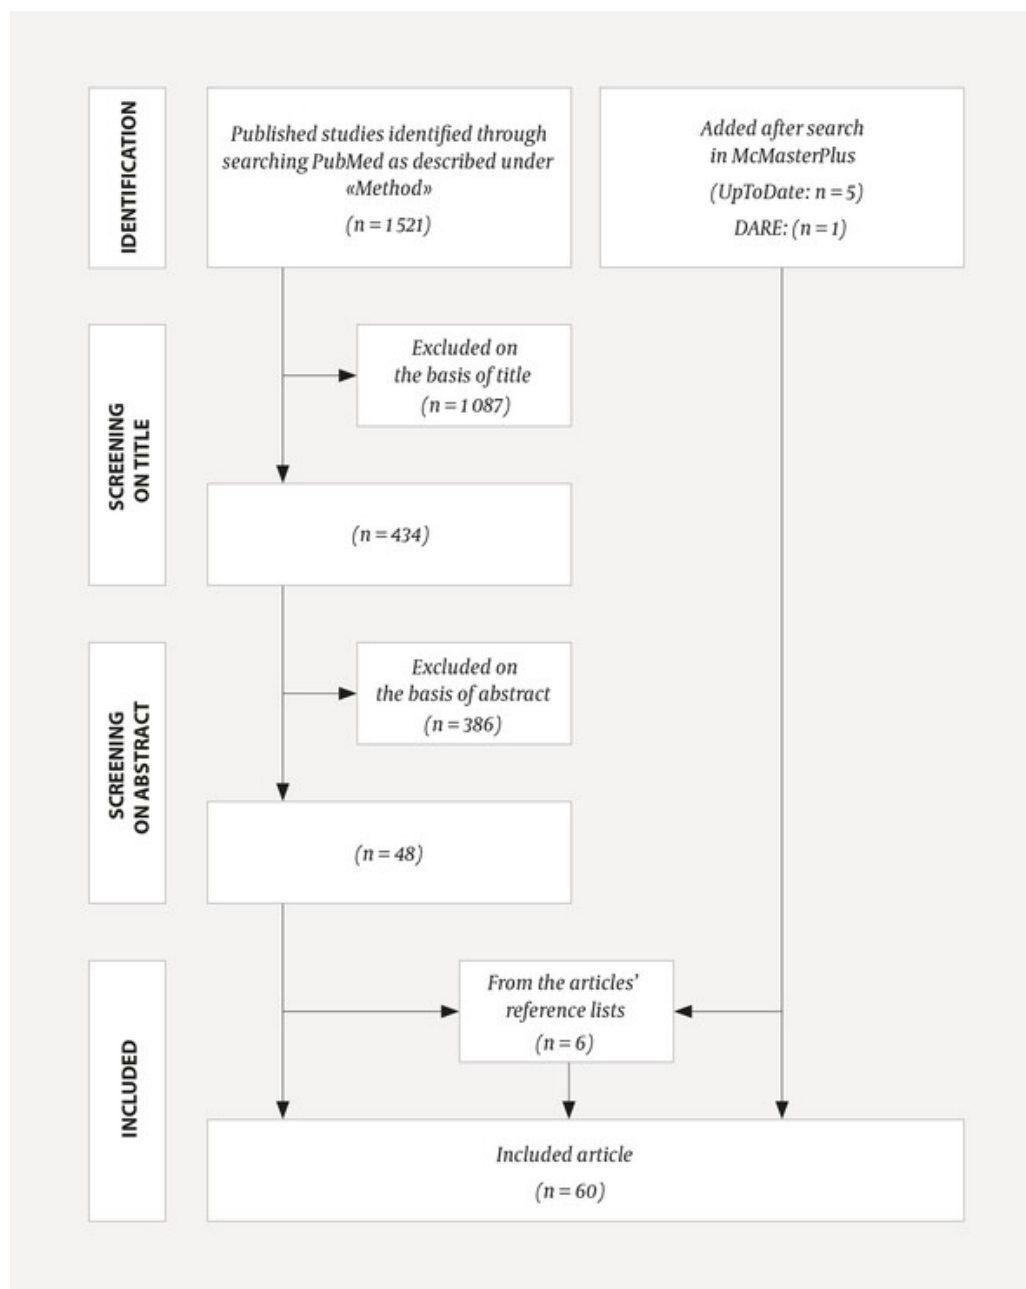 IDENTIFICATION
Published studies identified through
searching PubMed as described under
«Method»
(n = 1 521)
Added after search
in McMasterPlus
(UpToDate: n = 5)
DARE: (n = 1)
SCREENING
ON TITLE
Excluded on
the basis of title
(n = 1 087)
(n = 434)
SCREENING
ON ABSTRACT
Excluded on
the basis of abstract
(n = 386)
(n = 48)
INCLUDED
From the articles’
reference lists
(n = 6)
Included article
(n = 60)